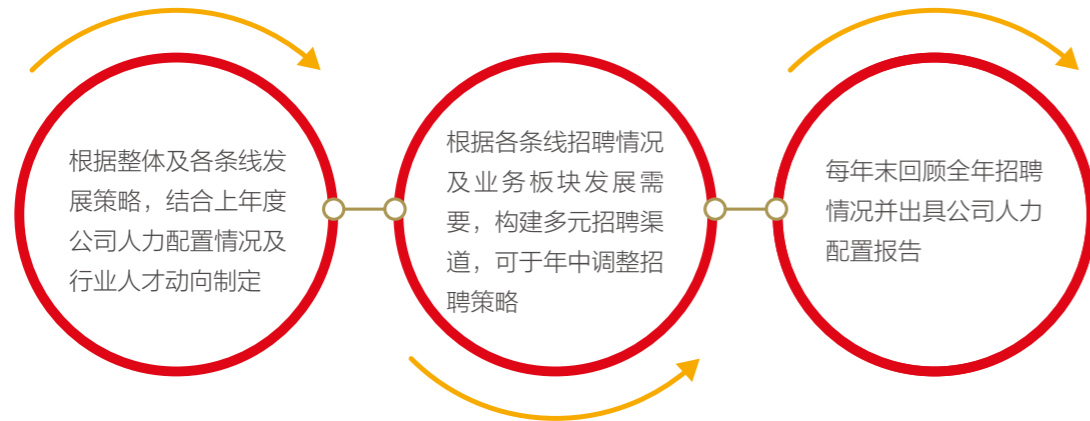 根据整体及各条线发
展策略，结合上年度
公司人力配置情况及
行业人才动向制定
根据各条线招聘情况
及业务板块发展需
要，构建多元招聘渠
道，可于年中调整招
聘策略
每年末回顾全年招聘
情况并出具公司人力
配置报告